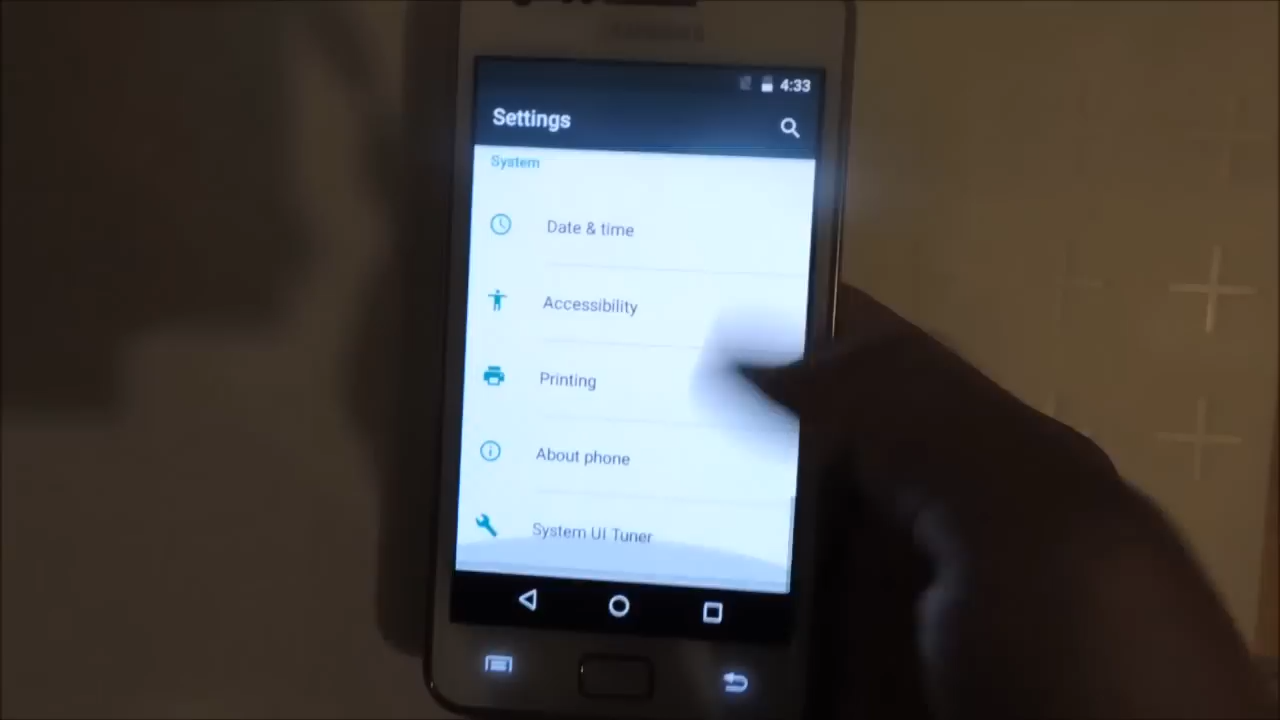 4:33
Settings
System
Date & time
Accessibility
Printing
About phone
System UI Tuner